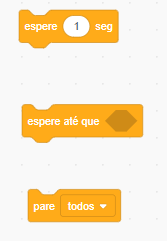 espere 1 seg
espere até que
pare todos